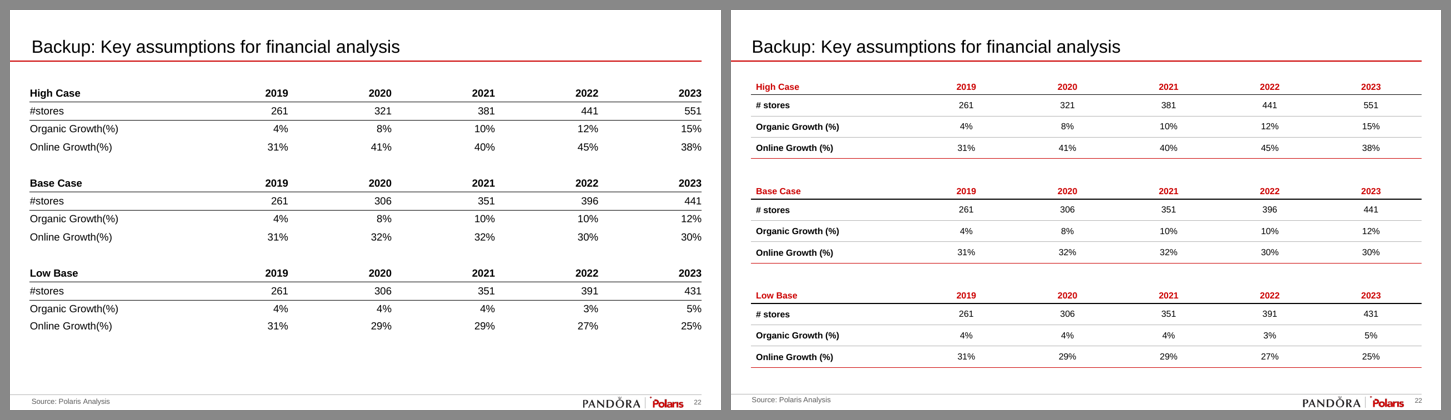 Backup: Key assumptions for financial analysis
High Case 2019 2020 2021 2022 2023
#stores 261 321 381 441 551
Organic Growth(%) 4% 8% 10% 12% 15%
Online Growth(%) 31% 41% 40% 45% 38%
Base Case 2019 2020 2021 2022 2023
#stores 261 306 351 396 441
Organic Growth(%) 4% 8% 10% 10% 12%
Online Growth(%) 31% 32% 32% 30% 30%
Low Base 2019 2020 2021 2022 2023
#stores 261 306 351 391 431
Organic Growth(%) 4% 4% 4% 3% 5%
Online Growth(%) 31% 29% 29% 27% 25%
Source: Polaris Analysis PANDÖRA Polaris 22
Backup: Key assumptions for financial analysis
High Case 2019 2020 2021 2022 2023
# stores 261 321 381 441 551
Organic Growth (%) 4% 8% 10% 12% 15%
Online Growth (%) 31% 41% 40% 45% 38%
Base Case 2019 2020 2021 2022 2023
# stores 261 306 351 396 441
Organic Growth (%) 4% 8% 10% 10% 12%
Online Growth (%) 31% 32% 32% 30% 30%
Low Base 2019 2020 2021 2022 2023
# stores 261 306 351 391 431
Organic Growth (%) 4% 4% 4% 3% 5%
Online Growth (%) 31% 29% 29% 27% 25%
Source: Polaris Analysis PANDÖRA Polaris 22